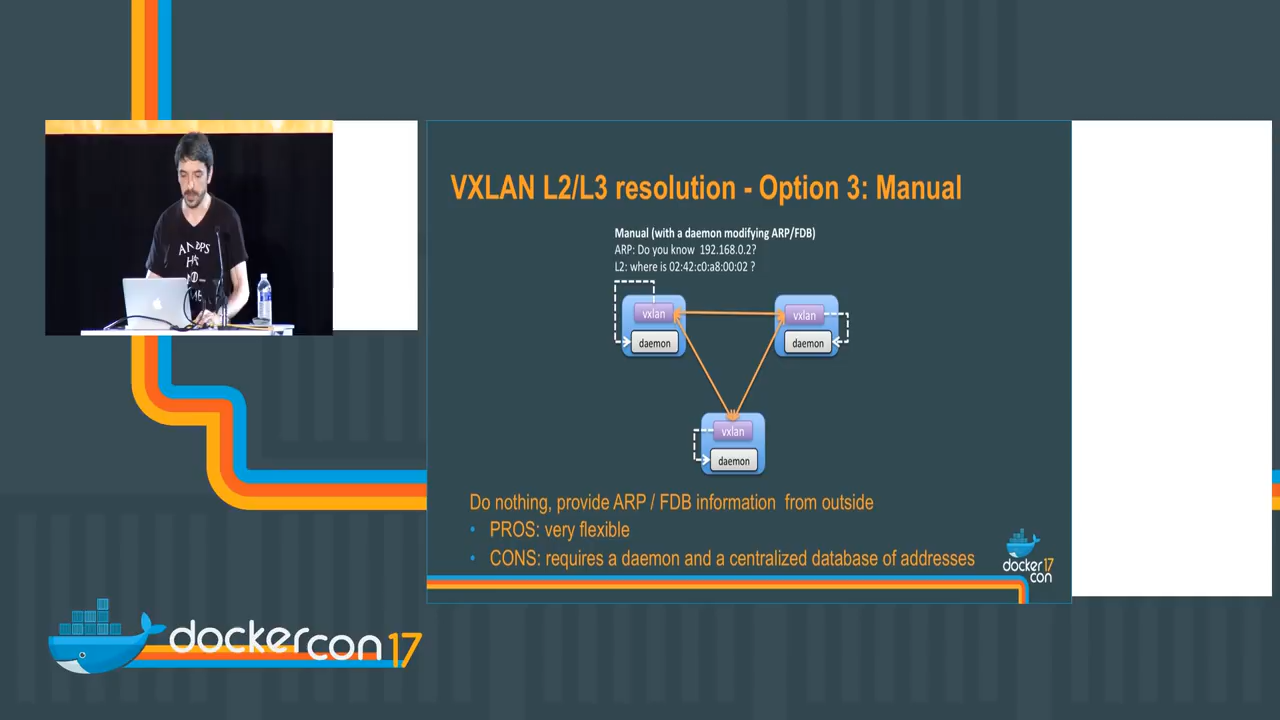 VXLAN L2/L3 resolution - Option 3: Manual
Manual (with a daemon modifying ARP/FDB)
ARP: Do you know 192.168.0.2?
L2: where is 02:42:c0:a8:00:02 ?
vxlan
daemon
vxlan
daemon
vxlan
daemon
Do nothing, provide ARP / FDB information from outside
• PROS: very flexible
• CONS: requires a daemon and a centralized database of addresses
docker 17
con
dockercon 17